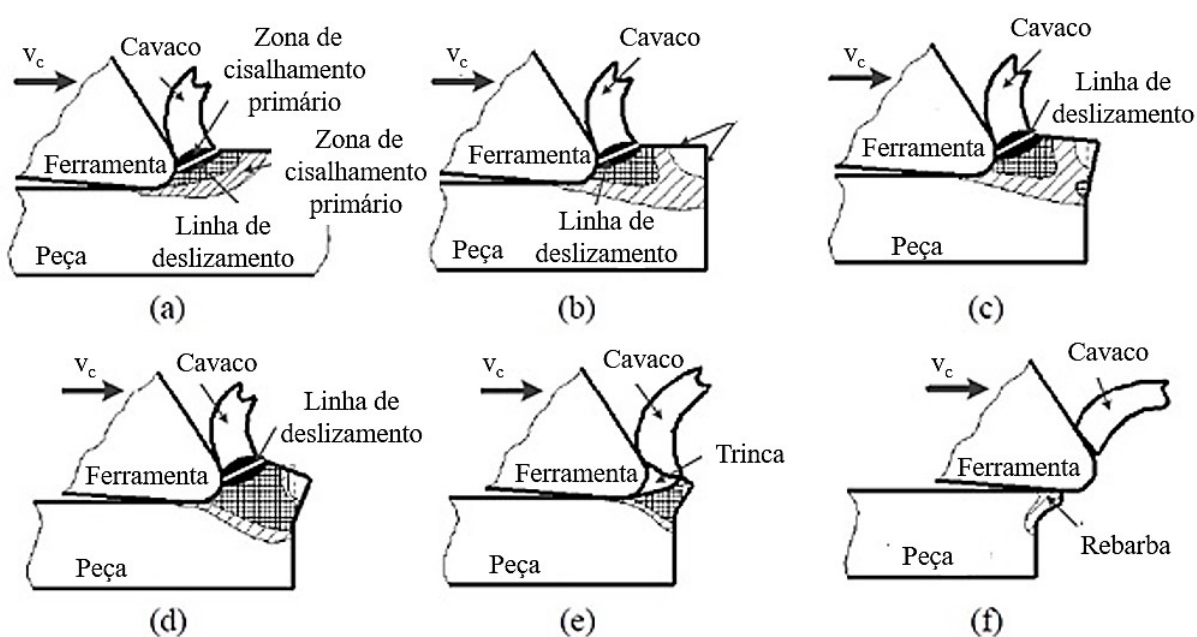 v_c
Cavaco
Zona de
cisalhamento
primário
Ferramenta
Zona de
cisalhamento
primário
Linha de
deslizamento
Peça
(a)
v_c
Cavaco
Ferramenta
Linha de
deslizamento
Peça
(b)
v_c
Cavaco
Linha de
deslizamento
Ferramenta
Peça
(c)
v_c
Cavaco
Linha de
deslizamento
Ferramenta
Peça
(d)
v_c
Cavaco
Trinca
Ferramenta
Peça
(e)
v_c
Cavaco
Ferramenta
Rebarba
Peça
(f)